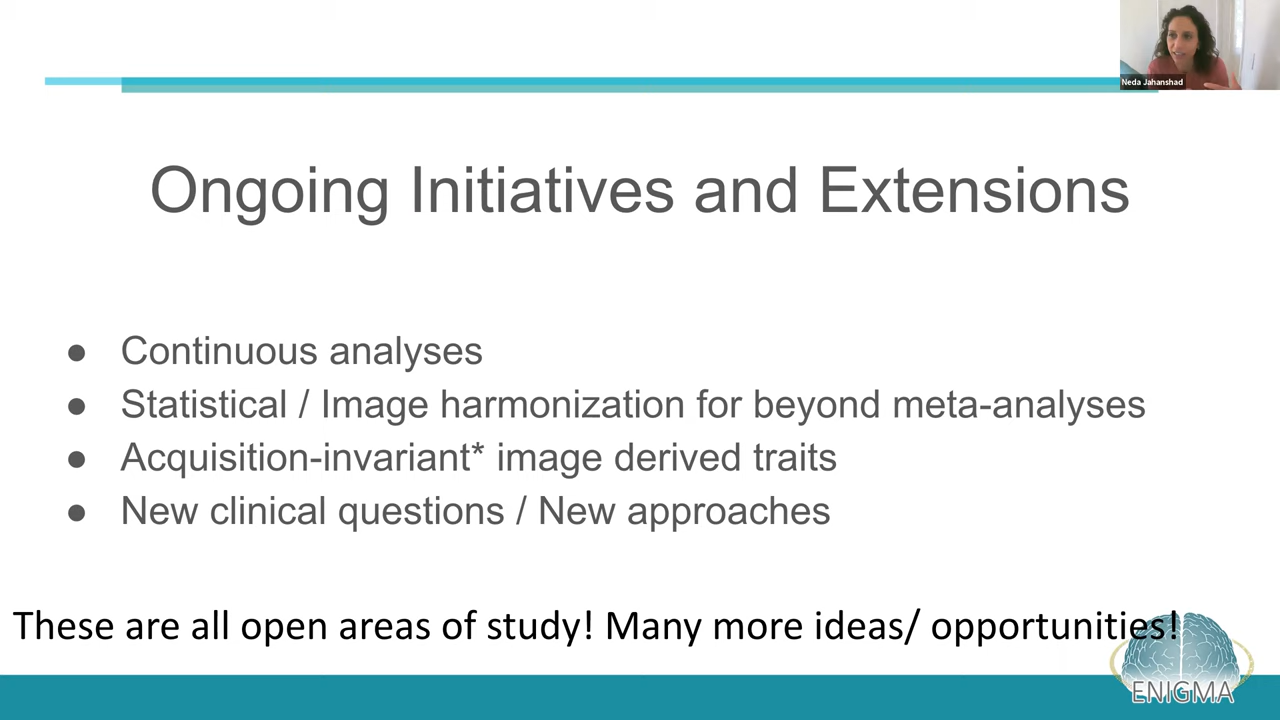 Neda Jahanshad
Ongoing Initiatives and Extensions
● Continuous analyses
● Statistical / Image harmonization for beyond meta-analyses
● Acquisition-invariant* image derived traits
● New clinical questions / New approaches
These are all open areas of study! Many more ideas/ opportunities!
ENIGMA